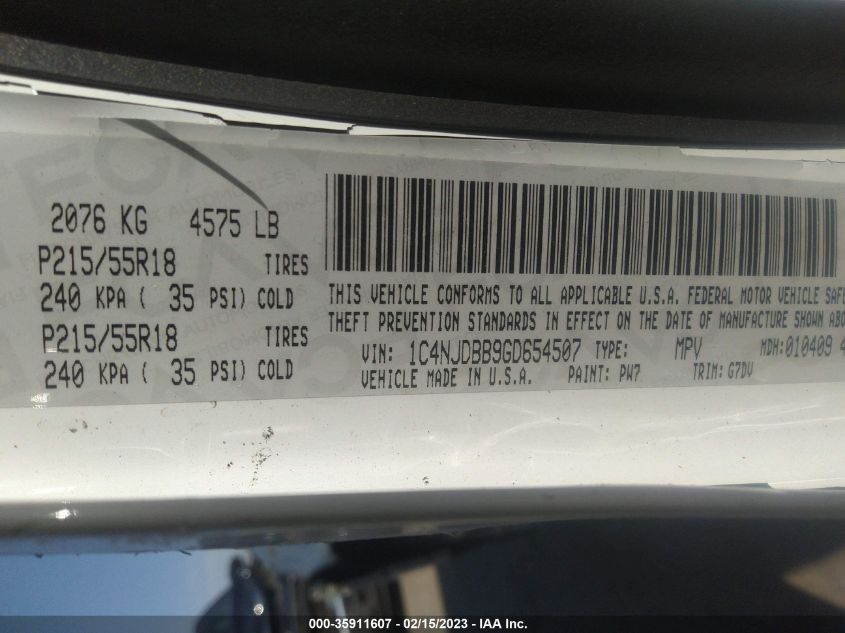 2076 KG 4575 LB
P215/55R18 TIRES
240 KPA ( 35 PSI) COLD
P215/55R18 TIRES
240 KPA ( 35 PSI) COLD
THIS VEHICLE CONFORMS TO ALL APPLICABLE U.S.A. FEDERAL MOTOR VEHICLE SAFE
THEFT PREVENTION STANDARDS IN EFFECT ON THE DATE OF MANUFACTURE SHOWN ABO
VIN: 1C4NJDBB9GD654507 TYPE: MPV MDH:010409 4
VEHICLE MADE IN U.S.A. PAINT: PW7 TRIM: G7DV
000-35911607 - 02/15/2023 - IAA Inc.